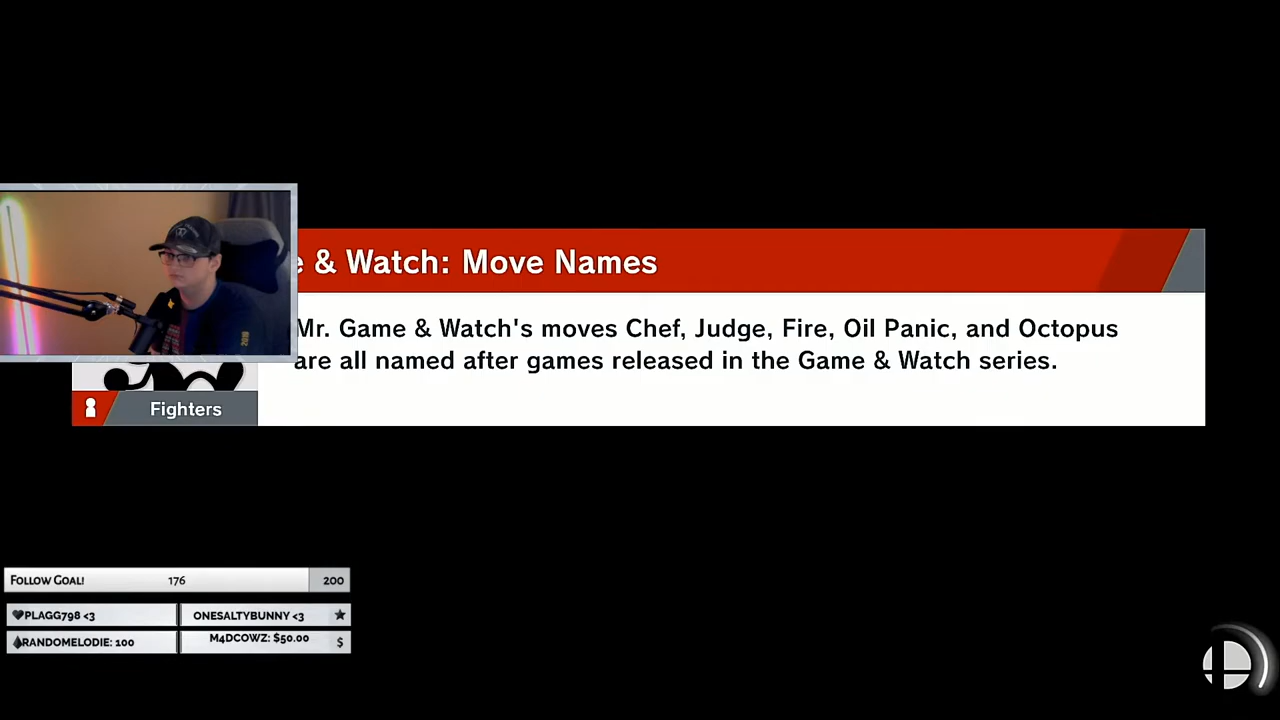 e & Watch: Move Names
Mr. Game & Watch's moves Chef, Judge, Fire, Oil Panic, and Octopus
are all named after games released in the Game & Watch series.
Fighters
FOLLOW GOAL! 176 200
PLAGG798 <3 ONESALTYBUNNY <3
RANDOMELODIE: 100 M4DCOWZ: $50.00 $